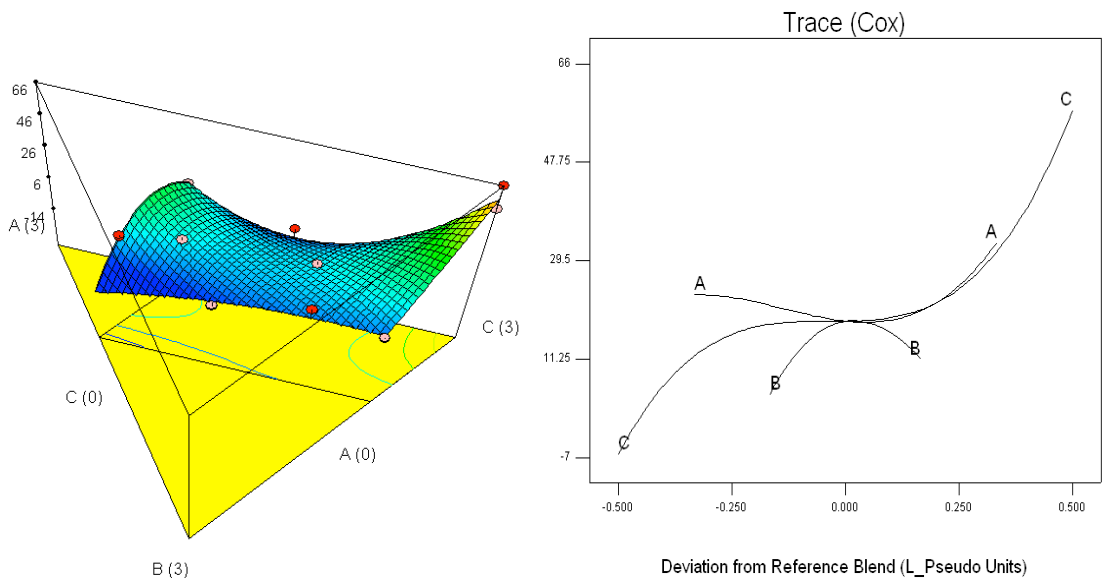 66
46
26
6
-14
A (3)
C (3)
C (0)
A (0)
B (3)
Trace (Cox)
66
47.75
29.5
11.25
-7
C
A
A
B
B
C
-0.500
-0.250
0.000
0.250
0.500
Deviation from Reference Blend (L_Pseudo Units)